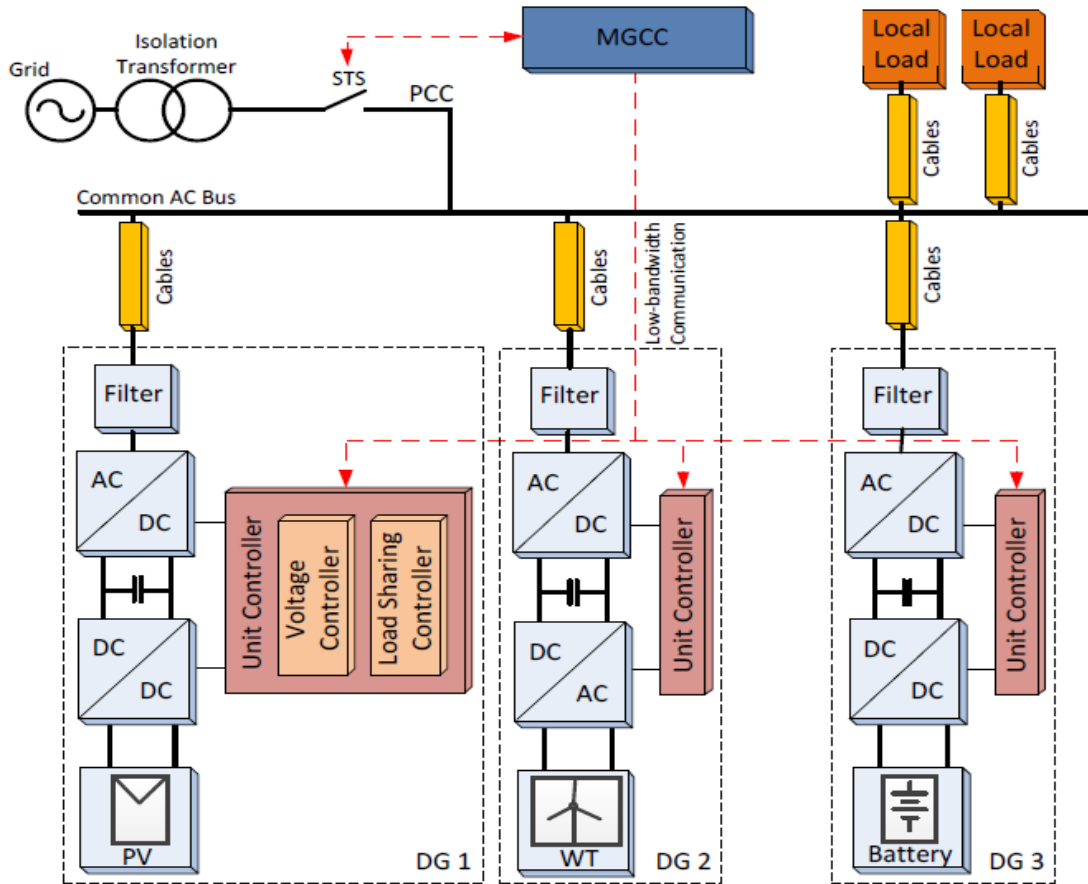 Isolation
Transformer
Grid
STS
PCC
MGCC
Local
Load
Local
Load
Cables
Cables
Common AC Bus
Cables
Cables
Low-bandwidth
Communication
Cables
Filter
Filter
Filter
AC
DC
AC
DC
AC
DC
Unit Controller
Voltage
Controller
Load Sharing
Controller
Unit Controller
Unit Controller
DC
DC
DC
AC
DC
DC
PV
DG 1
WT
DG 2
Battery
DG 3